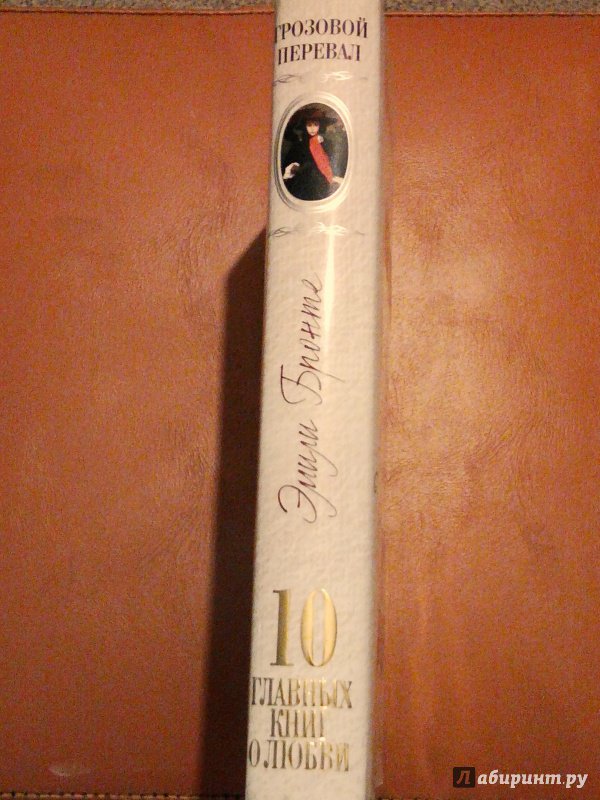 ГРОЗОВОЙ
ПЕРЕВАЛ
Эмили Бронте
10
ГЛАВНЫХ
КНИГ
О ЛЮБВИ
Лабиринт.ру